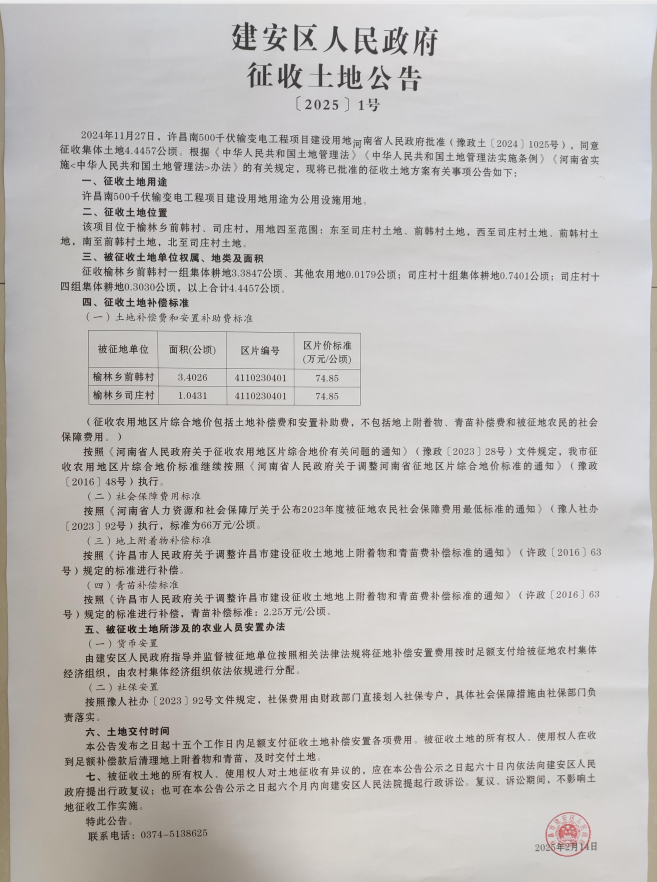 建安区人民政府
征收土地公告
〔2025〕1号
2024年11月27日，许昌南500千伏输变电工程项目建设用地河南省人民政府批准（豫政土〔2024〕1025号），同意
征收集体土地4.4457公顷。根据《中华人民共和国土地管理法》《中华人民共和国土地管理法实施条例》《河南省实
施<中华人民共和国土地管理法>办法》的有关规定，现将已批准的征收土地方案有关事项公告如下：
一、征收土地用途
许昌南500千伏输变电工程项目建设用地用途为公用设施用地。
二、征收土地位置
该项目位于榆林乡前韩村、司庄村，用地四至范围：东至司庄村土地、前韩村土地，西至司庄村土地、前韩村土
地，南至前韩村土地，北至司庄村土地。
三、被征收土地单位权属、地类及面积
征收榆林乡前韩村一组集体耕地3.3847公顷、其他农用地0.0179公顷；司庄村十组集体耕地0.7401公顷；司庄村十
四组集体耕地0.3030公顷，以上合计4.4457公顷。
四、征收土地补偿标准
（一）土地补偿费和安置补助费标准
被征地单位 面积(公顷) 区片编号 区片价标准
(万元/公顷)
榆林乡前韩村 3.4026 4110230401 74.85
榆林乡司庄村 1.0431 4110230401 74.85
（征收农用地区片综合地价包括土地补偿费和安置补助费，不包括地上附着物、青苗补偿费和被征地农民的社会
保障费用。）
按照《河南省人民政府关于征收农用地区片综合地价有关问题的通知》（豫政〔2023〕28号）文件规定，我市征
收农用地区片综合地价标准继续按照《河南省人民政府关于调整河南省征地区片综合地价标准的通知》（豫政
〔2016〕48号）执行。
（二）社会保障费用标准
按照《河南省人力资源和社会保障厅关于公布2023年度被征地农民社会保障费用最低标准的通知》（豫人社办
〔2023〕92号）执行，标准为66万元/公顷。
（三）地上附着物补偿标准
按照《许昌市人民政府关于调整许昌市建设征收土地地上附着物和青苗费补偿标准的通知》（许政〔2016〕63
号）规定的标准进行补偿。
（四）青苗补偿标准
按照《许昌市人民政府关于调整许昌市建设征收土地地上附着物和青苗费补偿标准的通知》（许政〔2016〕63
号）规定的标准进行补偿，青苗补偿标准：2.25万元/公顷。
五、被征收土地所涉及的农业人员安置办法
（一）货币安置
由建安区人民政府指导并监督被征地单位按照相关法律法规将征地补偿安置费用按时足额支付给被征地农村集体
经济组织，由农村集体经济组织依法依规进行分配。
（二）社保安置
按照豫人社办〔2023〕92号文件规定，社保费用由财政部门直接划入社保专户，具体社会保障措施由社保部门负
责落实。
六、土地交付时间
本公告发布之日起十五个工作日内足额支付征收土地补偿安置各项费用。被征收土地的所有权人、使用权人在收
到足额补偿款后清理地上附着物和青苗，及时交付土地。
七、被征收土地的所有权人、使用权人对土地征收有异议的，应在本公告公示之日起六十日内依法向建安区人民
政府提出行政复议；也可在本公告公示之日起六个月内向建安区人民法院提起行政诉讼。复议、诉讼期间，不影响土
地征收工作实施。
特此公告。
联系电话：0374-5138625
2025年2月14日